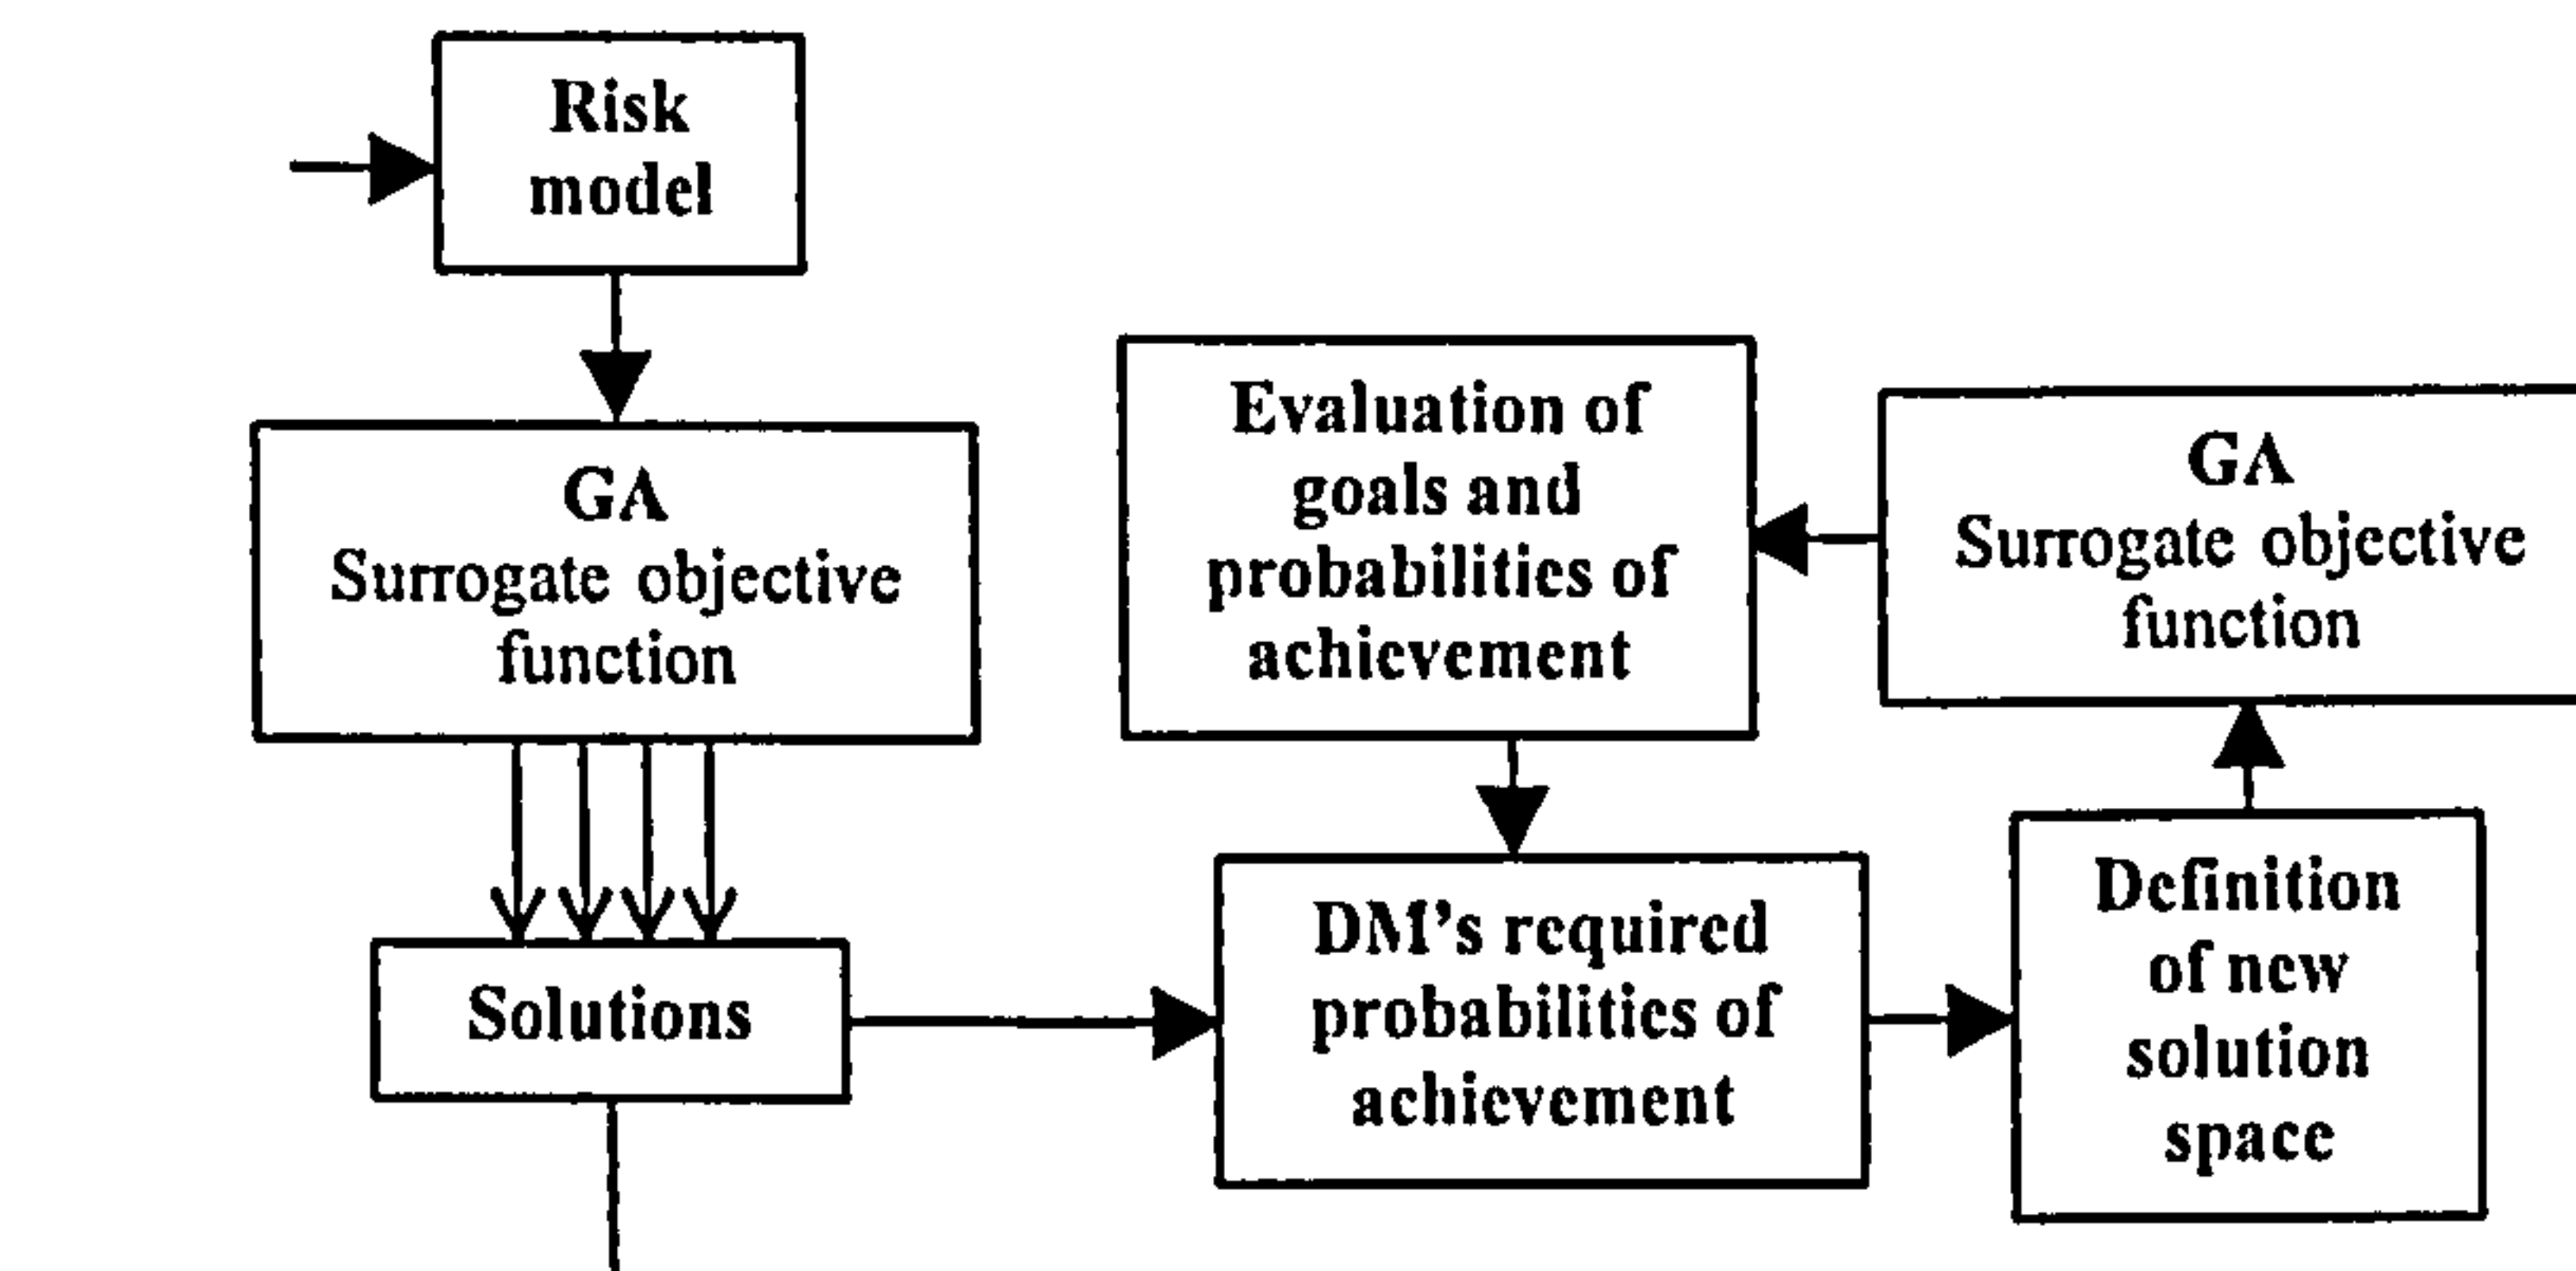 Risk
model
GA
Surrogate objective
function
Solutions
Evaluation of
goals and
probabilities of
achievement
DM's required
probabilities of
achievement
GA
Surrogate objective
function
Definition
of new
solution
space